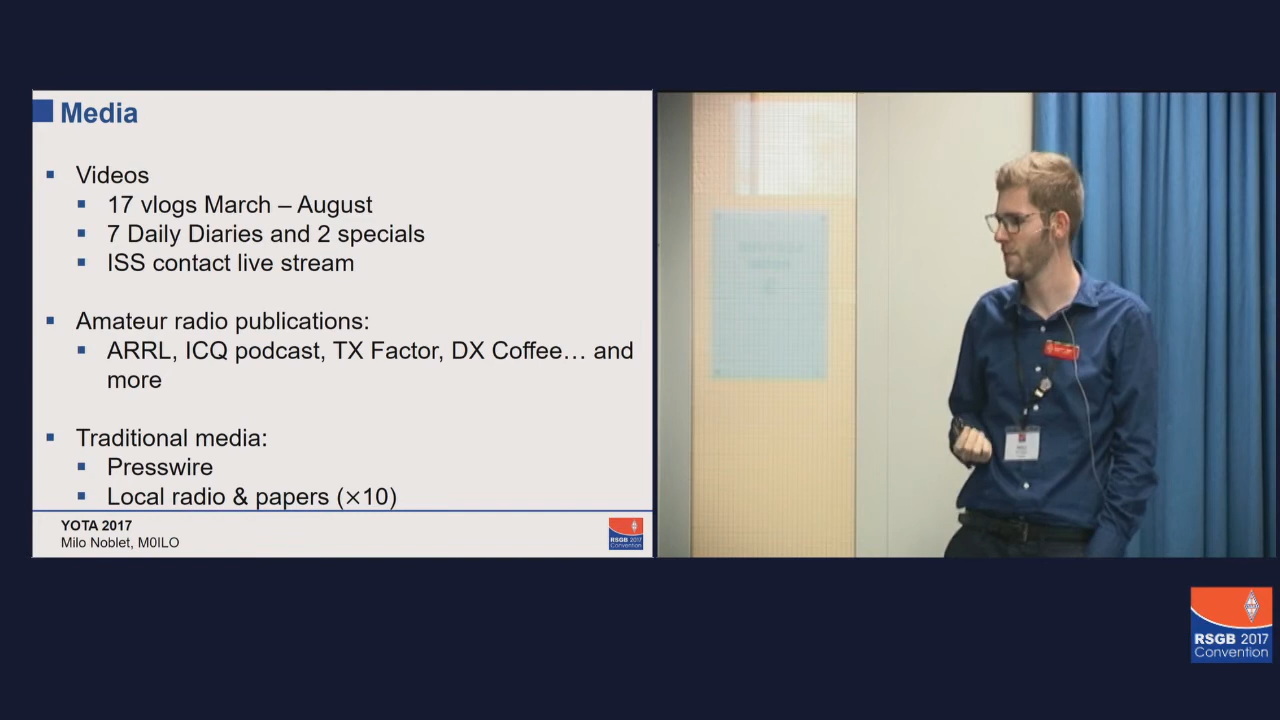 Media
Videos
17 vlogs March – August
7 Daily Diaries and 2 specials
ISS contact live stream
Amateur radio publications:
ARRL, ICQ podcast, TX Factor, DX Coffee… and
more
Traditional media:
Presswire
Local radio & papers (×10)
YOTA 2017
Milo Noblet, M0ILO
RSGB 2017
Convention
RSGB 2017
Convention